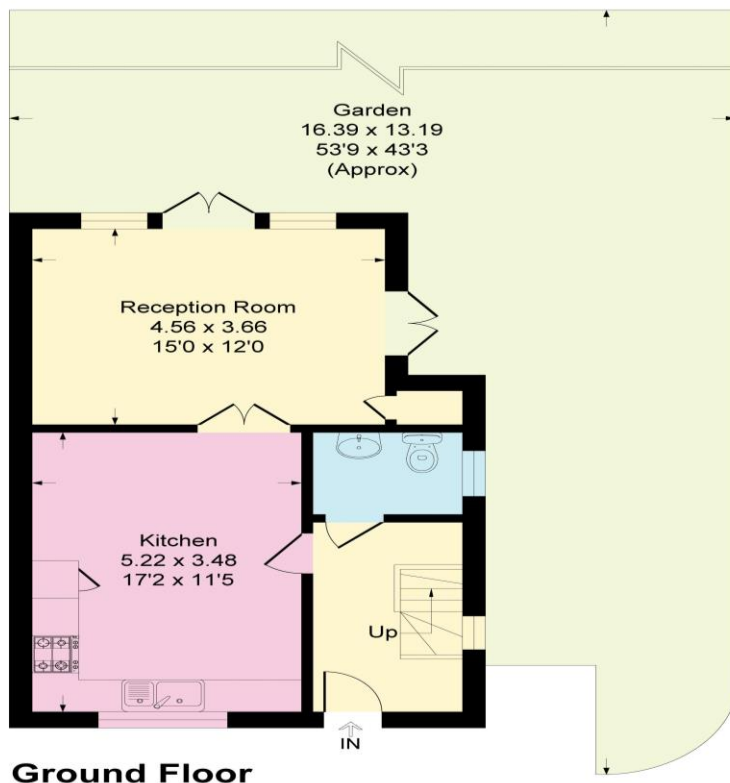 Garden
16.39 x 13.19
53'9 x 43'3
(Approx)
Reception Room
4.56 x 3.66
15'0 x 12'0
Kitchen
5.22 x 3.48
17'2 x 11'5
Up
IN
Ground Floor